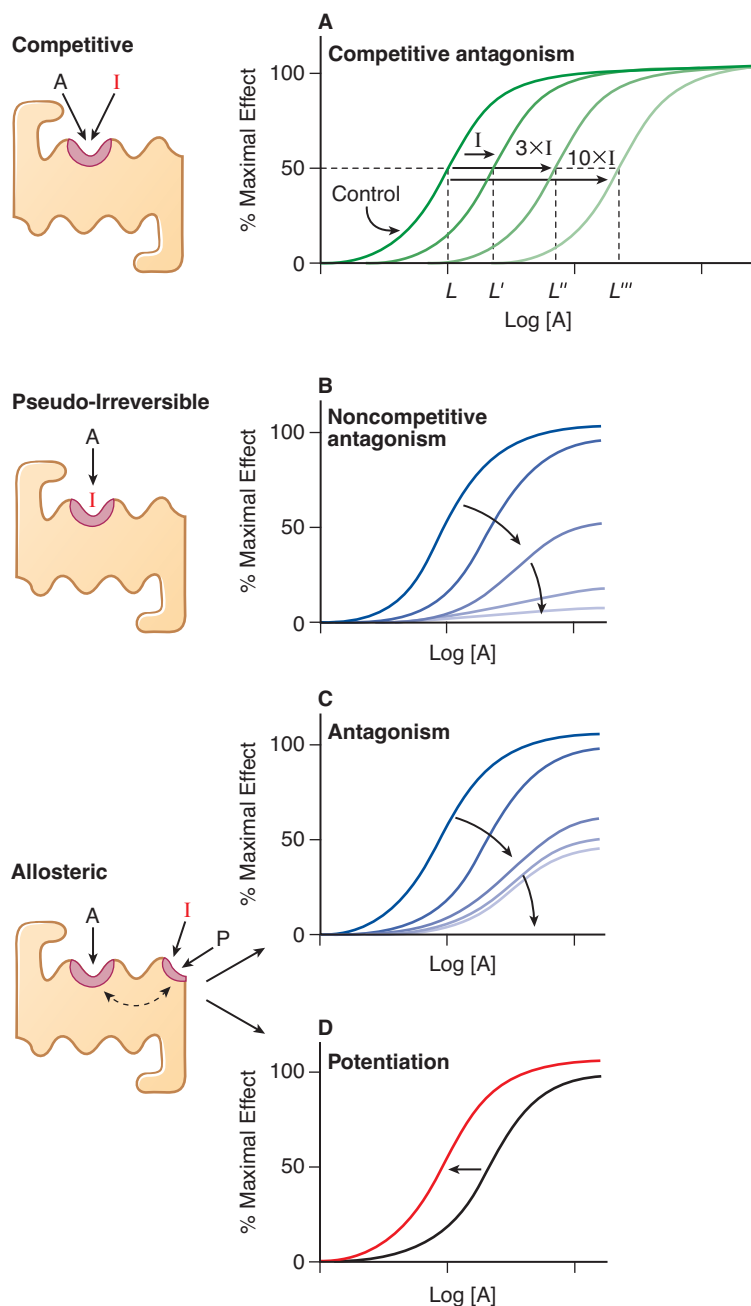 A
Competitive
A I
Competitive antagonism
% Maximal Effect
100
50
0
I
3×I
10×I
Control
L L' L'' L'''
Log [A]
B
Pseudo-Irreversible
A
I
Noncompetitive
antagonism
% Maximal Effect
100
50
0
Log [A]
C
Antagonism
% Maximal Effect
100
50
0
Log [A]
Allosteric
A
I
P
D
Potentiation
% Maximal Effect
100
50
0
Log [A]